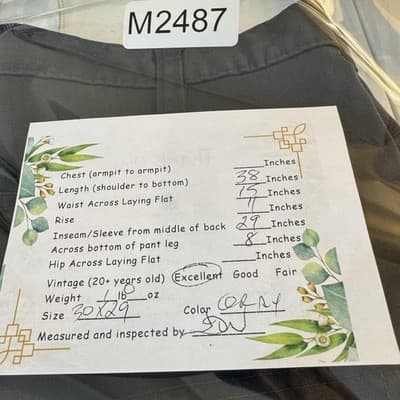 M2487
Chest (armpit to armpit) ___ Inches
Length (shoulder to bottom) 38 Inches
Waist Across Laying Flat 15 Inches
Rise 11 Inches
Inseam/Sleeve from middle of back 29 Inches
Across bottom of pant leg 8 Inches
Hip Across Laying Flat ___ Inches
Vintage (20+ years old) Excellent Good Fair
Weight 1 lb 0 oz
Size 30x29 Color
Measured and inspected by